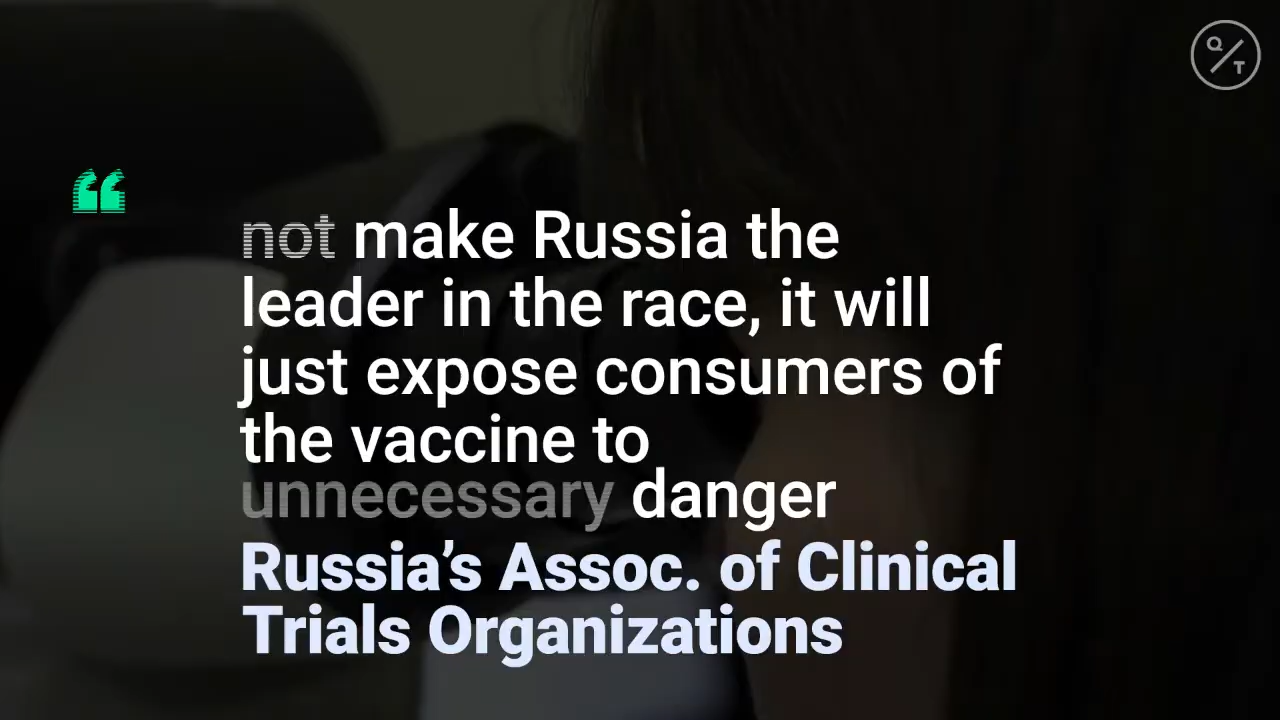 Q
T
“
not make Russia the
leader in the race, it will
just expose consumers of
the vaccine to
unnecessary danger
Russia’s Assoc. of Clinical
Trials Organizations